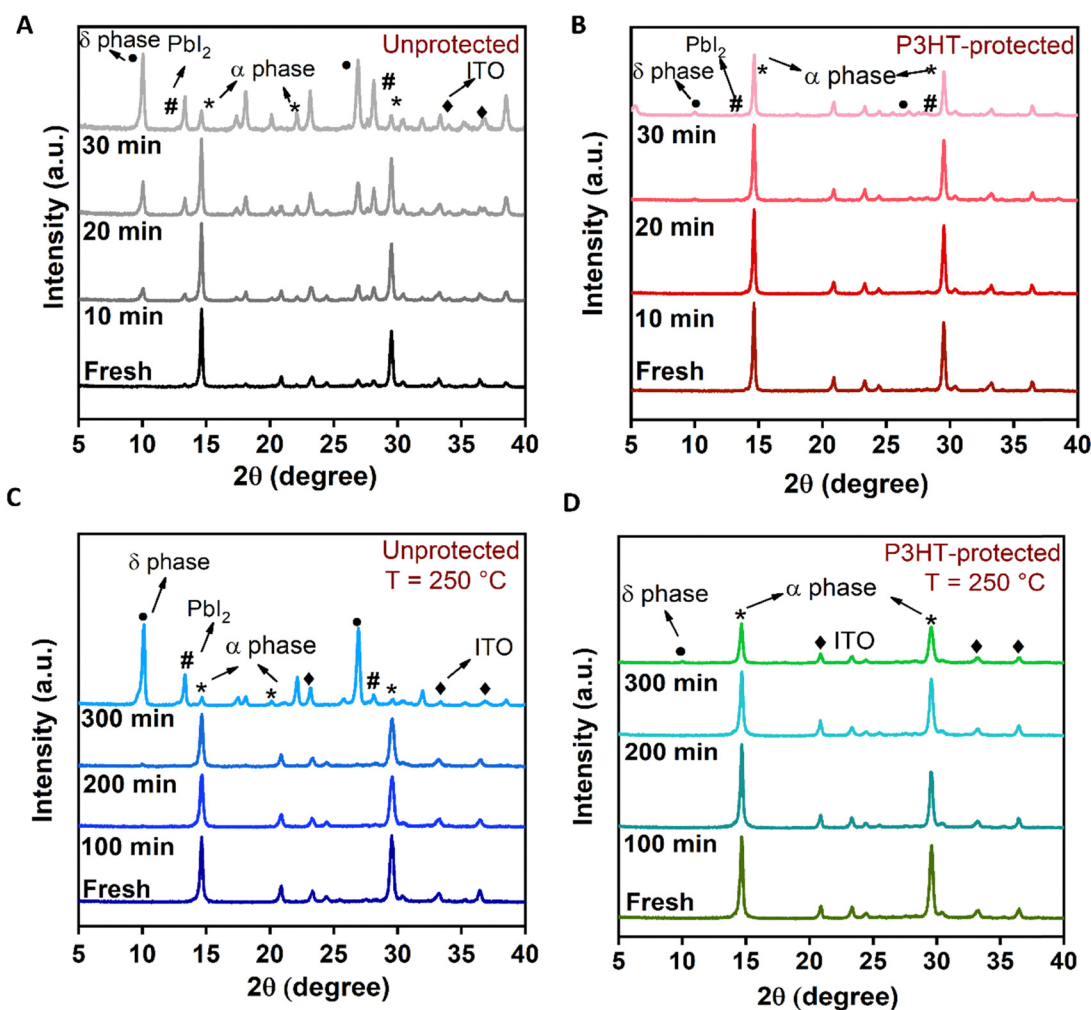 A
Unprotected
δ phase
PbI2
α phase
ITO
●
#
*
*
●
#
*
◆
◆
30 min
20 min
10 min
Fresh
Intensity (a.u.)
5 10 15 20 25 30 35 40
2θ (degree)
B
P3HT-protected
δ phase
PbI2
α phase
●
#
*
●
#
*
30 min
20 min
10 min
Fresh
Intensity (a.u.)
5 10 15 20 25 30 35 40
2θ (degree)
C
Unprotected
T = 250 °C
δ phase
PbI2
α phase
ITO
●
#
*
*
◆
●
#
*
◆
◆
300 min
200 min
100 min
Fresh
Intensity (a.u.)
5 10 15 20 25 30 35 40
2θ (degree)
D
P3HT-protected
T = 250 °C
δ phase
α phase
●
*
◆ ITO
*
◆
◆
300 min
200 min
100 min
Fresh
Intensity (a.u.)
5 10 15 20 25 30 35 40
2θ (degree)